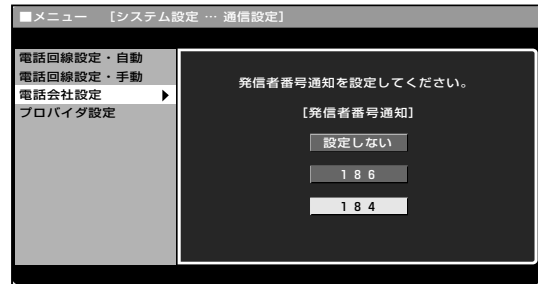 ■メニュー [システム設定 … 通信設定]
電話回線設定・自動
電話回線設定・手動
電話会社設定 ▶
プロバイダ設定
発信者番号通知を設定してください。
[発信者番号通知]
設定しない
186
184